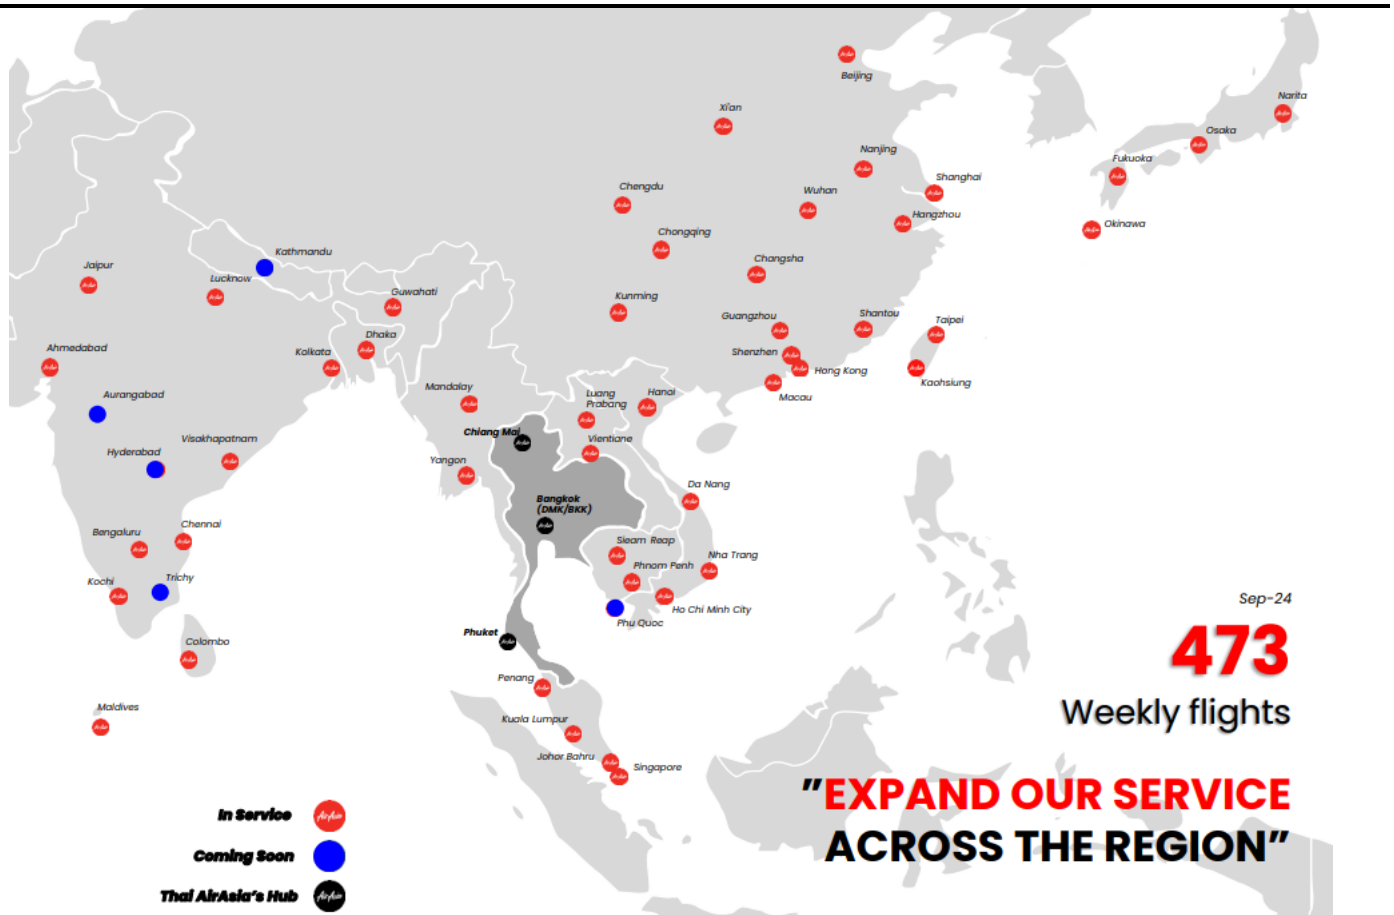 Beijing
Xi'an
Narita
Osaka
Nanjing
Fukuoka
Shanghai
Chengdu
Wuhan
Hangzhou
Okinawa
Chongqing
Kathmandu
Changsha
Jaipur
Lucknow
Guwahati
Kunming
Guangzhou
Shantou
Taipei
Dhaka
Ahmedabad
Kolkata
Shenzhen
Hong Kong
Kaohsiung
Macau
Aurangabad
Mandalay
Luang
Prabang
Hanoi
Chiang Mai
Vientiane
Visakhapatnam
Hyderabad
Yangon
Da Nang
Bangkok
(DMK/BKK)
Chennai
Bengaluru
Sieam Reap
Nha Trang
Phnom Penh
Kochi
Trichy
Ho Chi Minh City
Phu Quoc
Phuket
Colombo
Penang
Maldives
Kuala Lumpur
Johor Bahru
Singapore
Sep-24
473
Weekly flights
"EXPAND OUR SERVICE
ACROSS THE REGION"
In Service
AirAsia
Coming Soon
Thai AirAsia's Hub
AirAsia